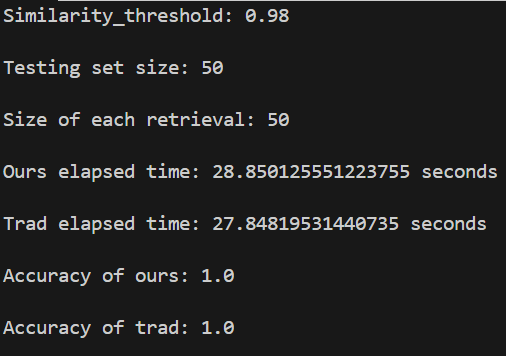 Similarity_threshold: 0.98
Testing set size: 50
Size of each retrieval: 50
Ours elapsed time: 28.850125551223755 seconds
Trad elapsed time: 27.84819531440735 seconds
Accuracy of ours: 1.0
Accuracy of trad: 1.0